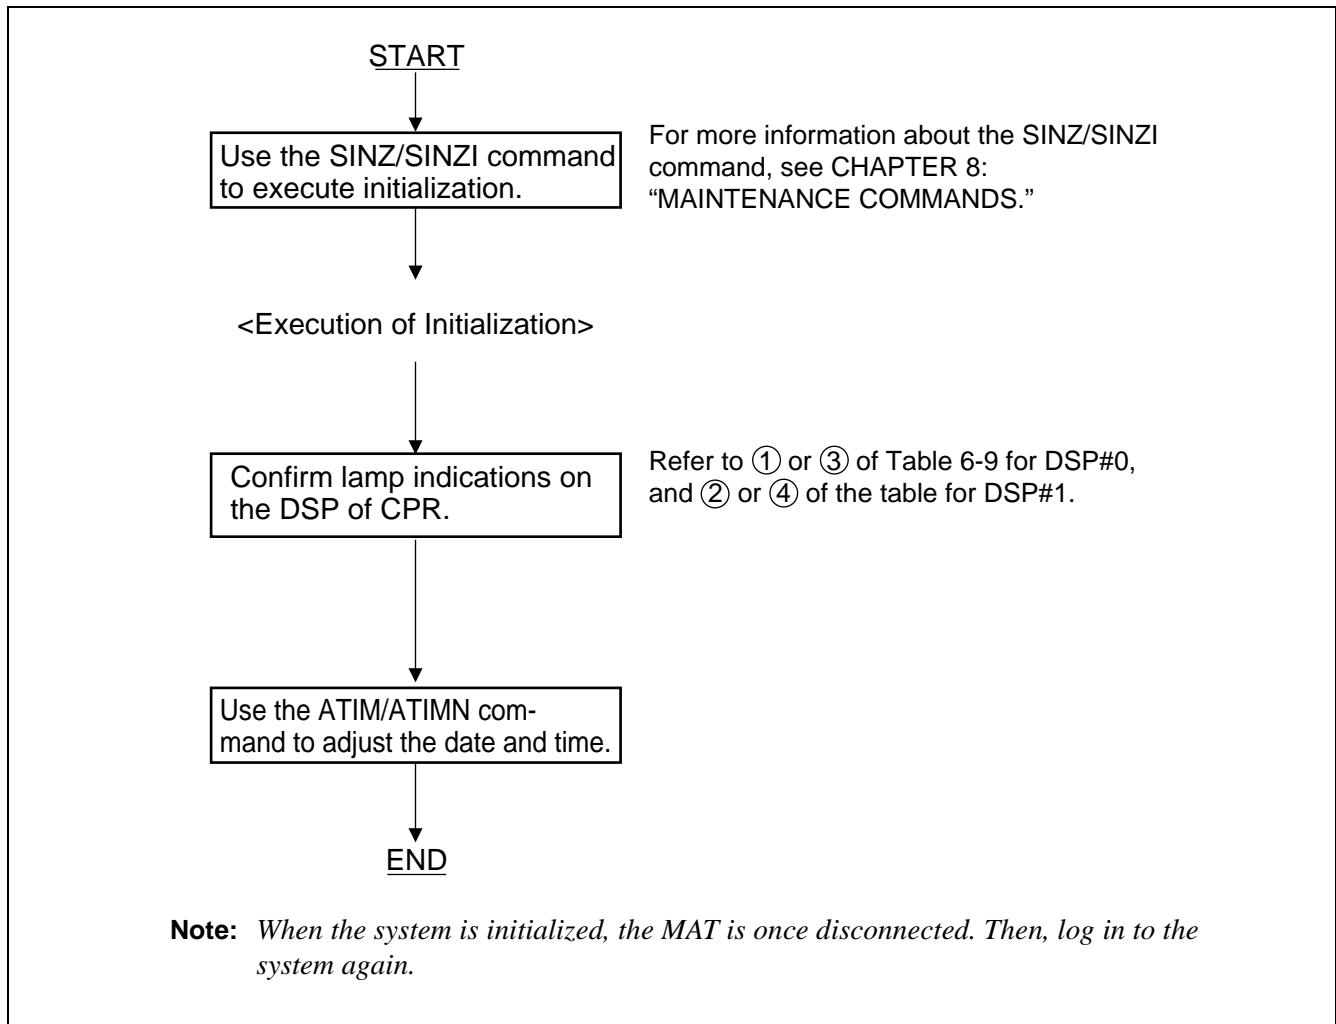 START
Use the SINZ/SINZI command
to execute initialization.
For more information about the SINZ/SINZI
command, see CHAPTER 8:
“MAINTENANCE COMMANDS.”
<Execution of Initialization>
Confirm lamp indications on
the DSP of CPR.
Refer to ① or ③ of Table 6-9 for DSP#0,
and ② or ④ of the table for DSP#1.
Use the ATIM/ATIMN com-
mand to adjust the date and time.
END
Note: When the system is initialized, the MAT is once disconnected. Then, log in to the
system again.